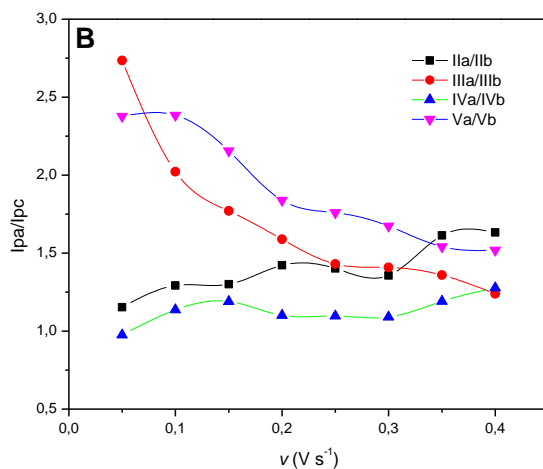 B
3,0
2,5
2,0
1,5
1,0
0,5
Ipa/Ipc
IIa/IIb
IIIa/IIIb
IVa/IVb
Va/Vb
0,0 0,1 0,2 0,3 0,4
v (V s⁻¹)